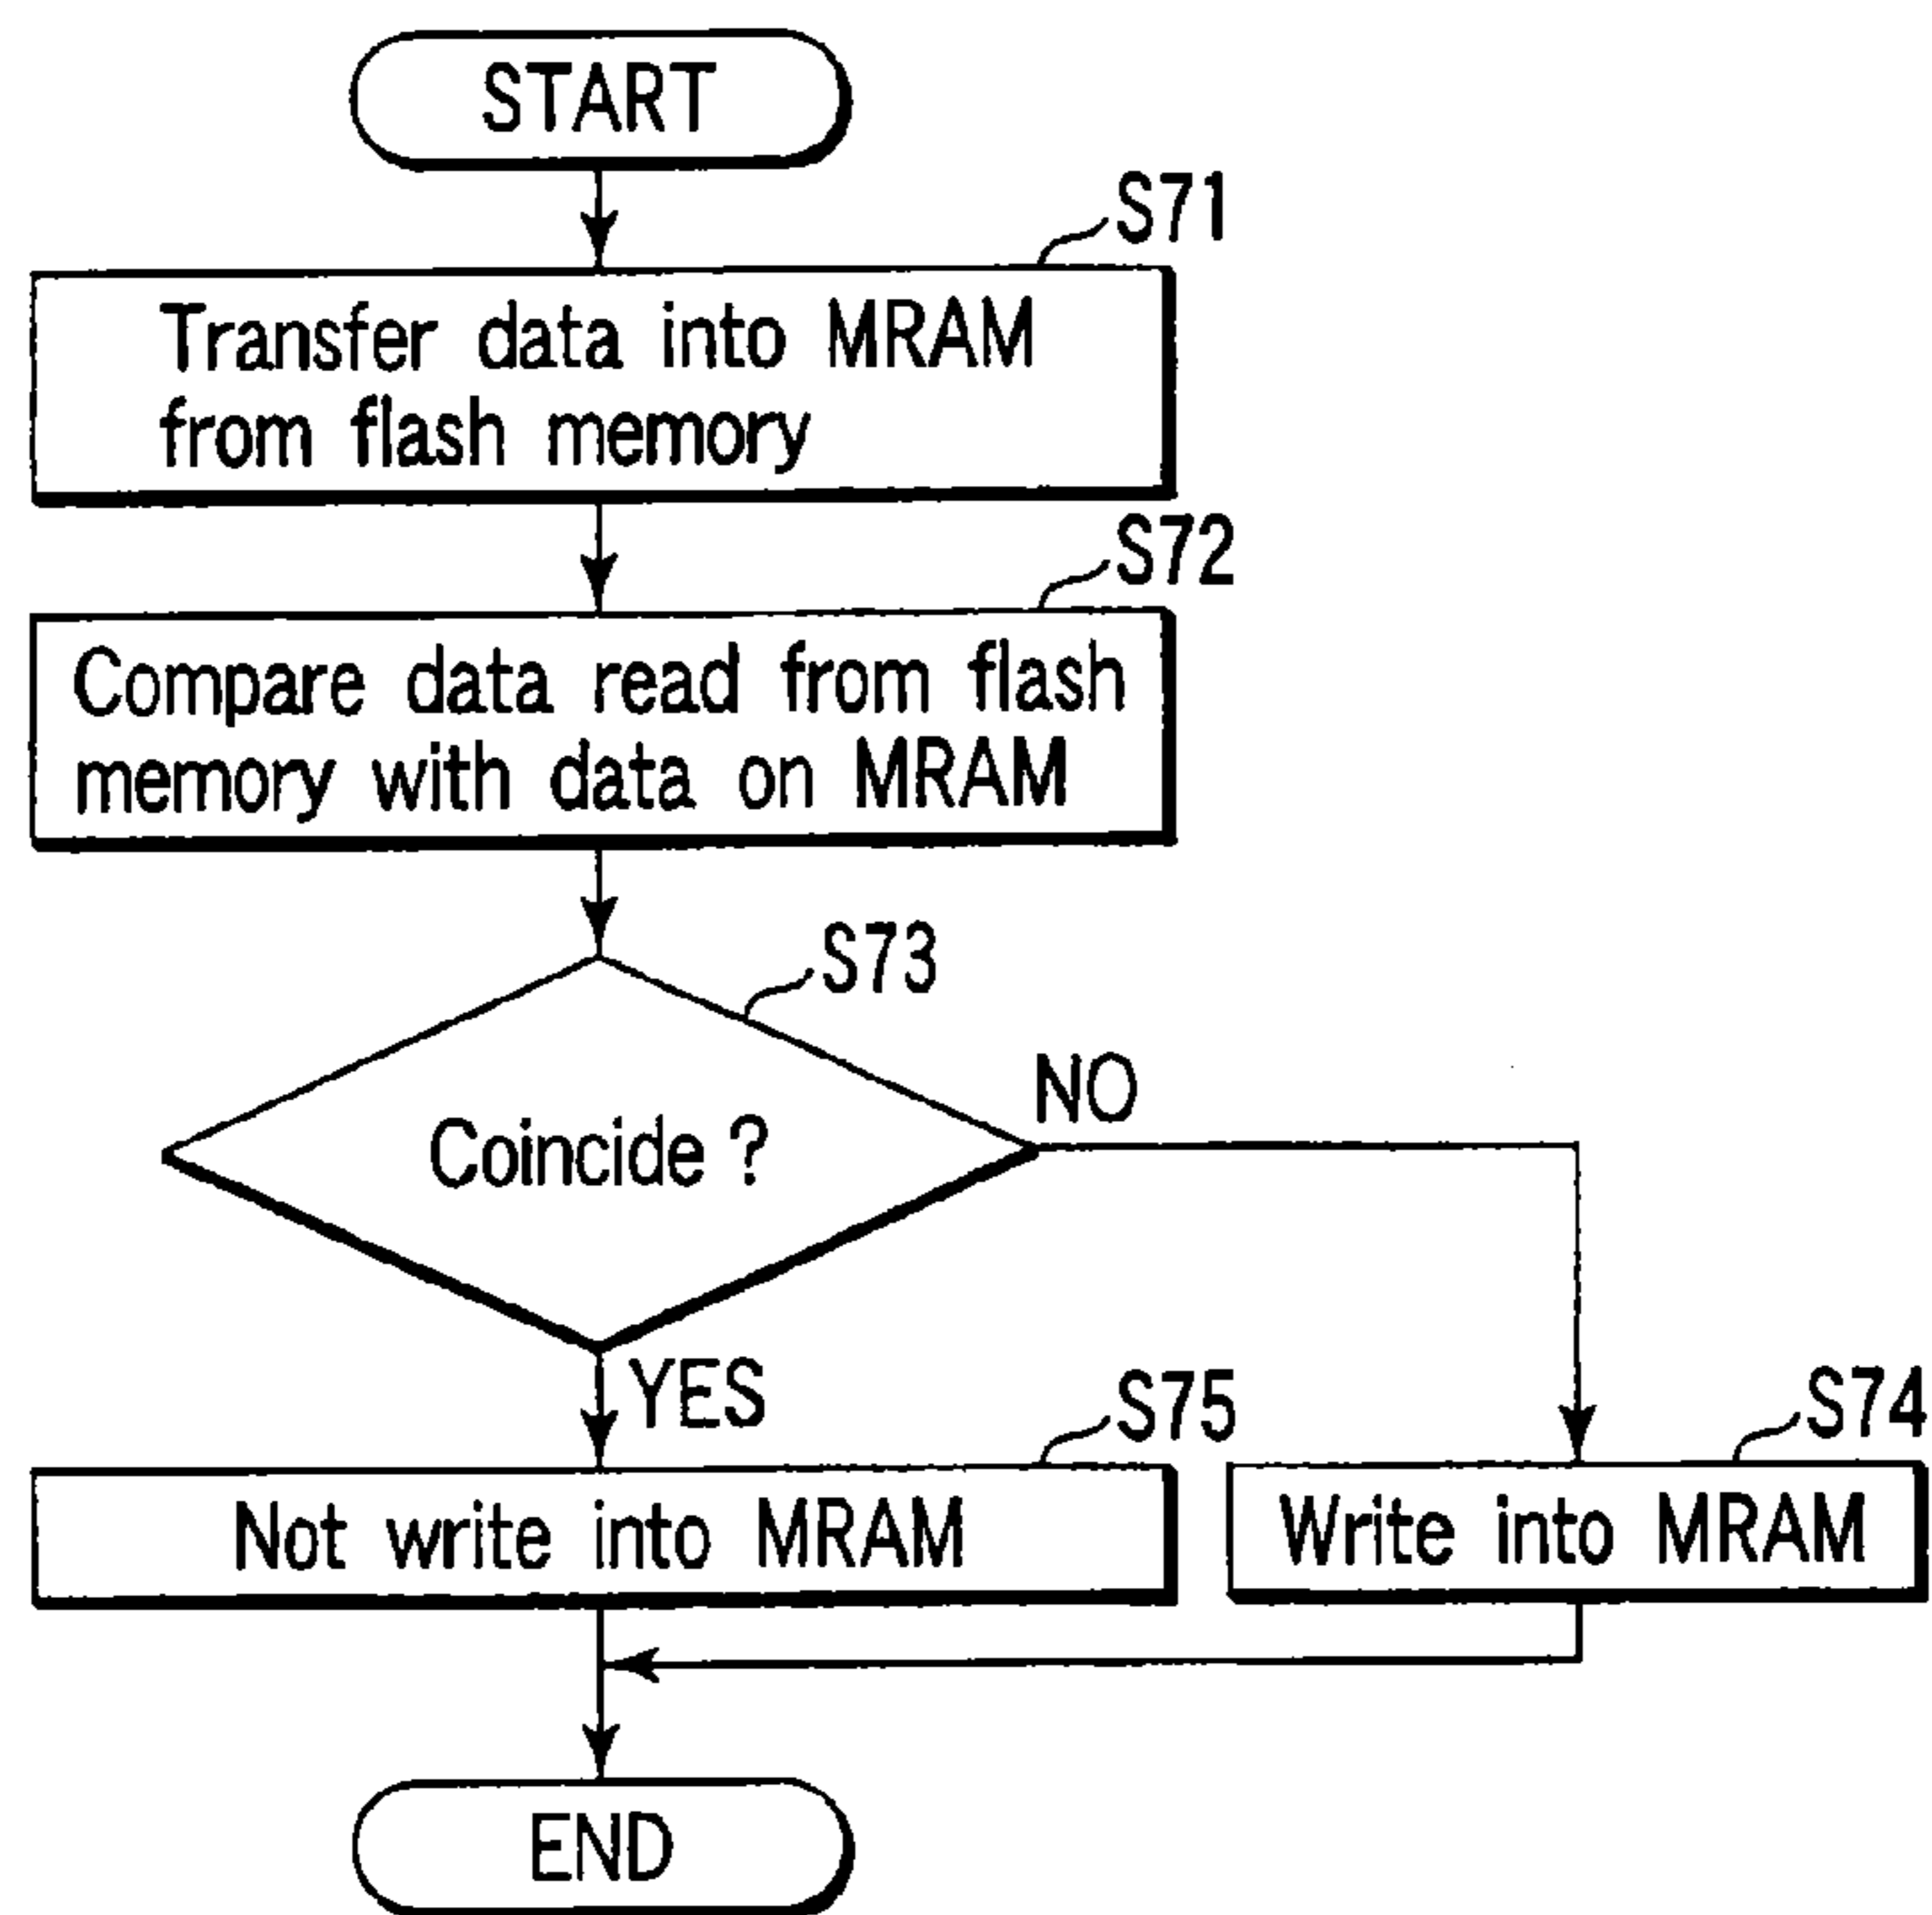 START
S71
Transfer data into MRAM
from flash memory
S72
Compare data read from flash
memory with data on MRAM
S73
Coincide ?
NO
YES
S75
Not write into MRAM
S74
Write into MRAM
END